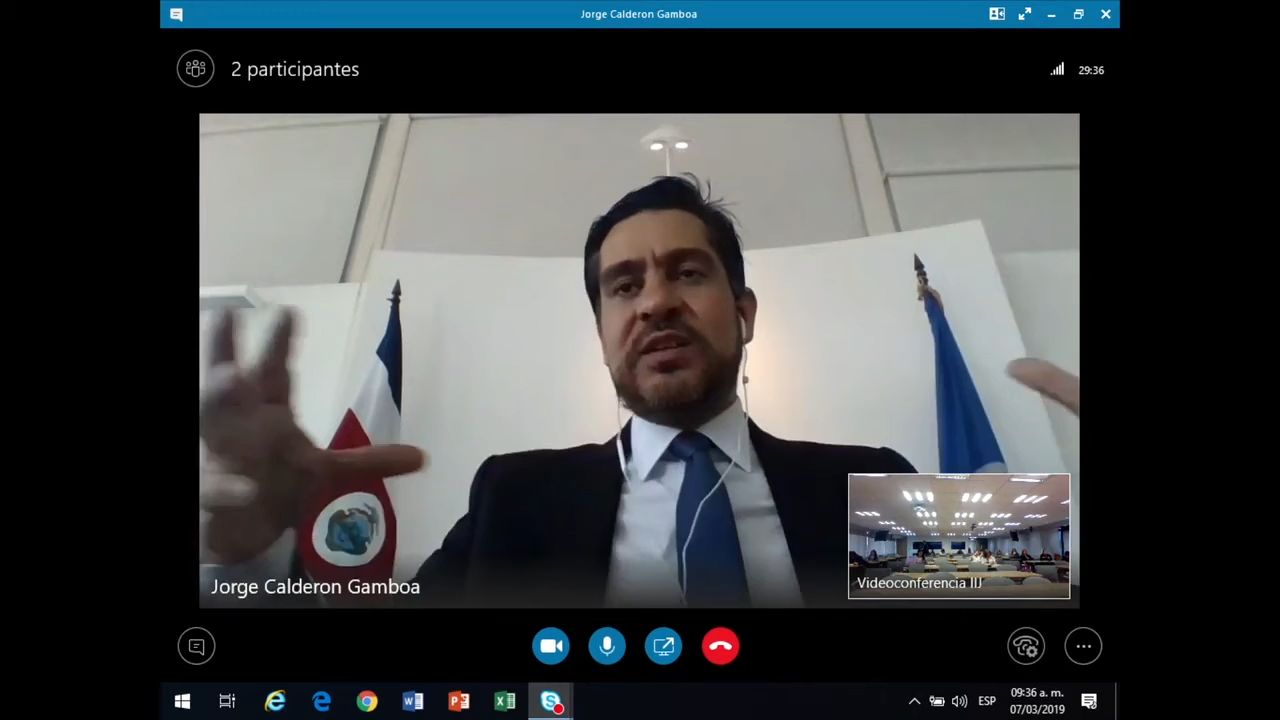 Jorge Calderon Gamboa
2 participantes
29:36
Jorge Calderon Gamboa
Videoconferencia IIJ
ESP
09:36 a. m.
07/03/2019